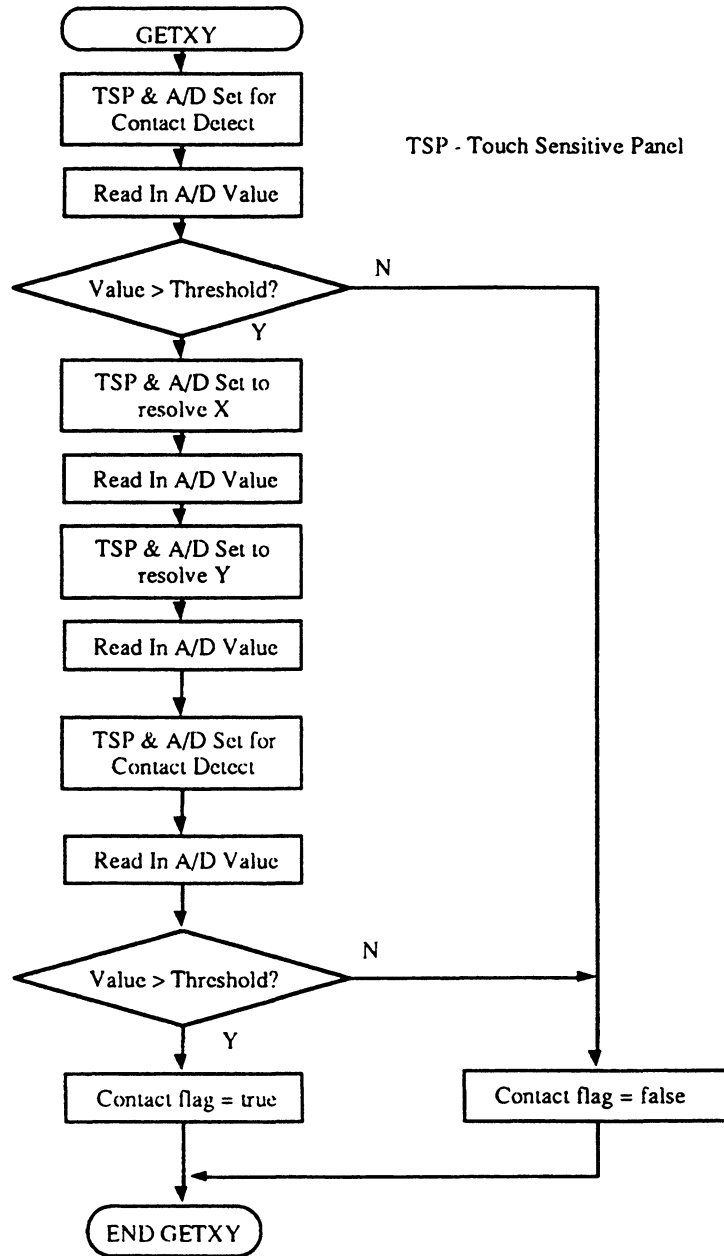 GETXY
TSP & A/D Set for
Contact Detect
TSP - Touch Sensitive Panel
Read In A/D Value
N
Value > Threshold?
Y
TSP & A/D Set to
resolve X
Read In A/D Value
TSP & A/D Set to
resolve Y
Read In A/D Value
TSP & A/D Set for
Contact Detect
Read In A/D Value
N
Value > Threshold?
Y
Contact flag = true
Contact flag = false
END GETXY